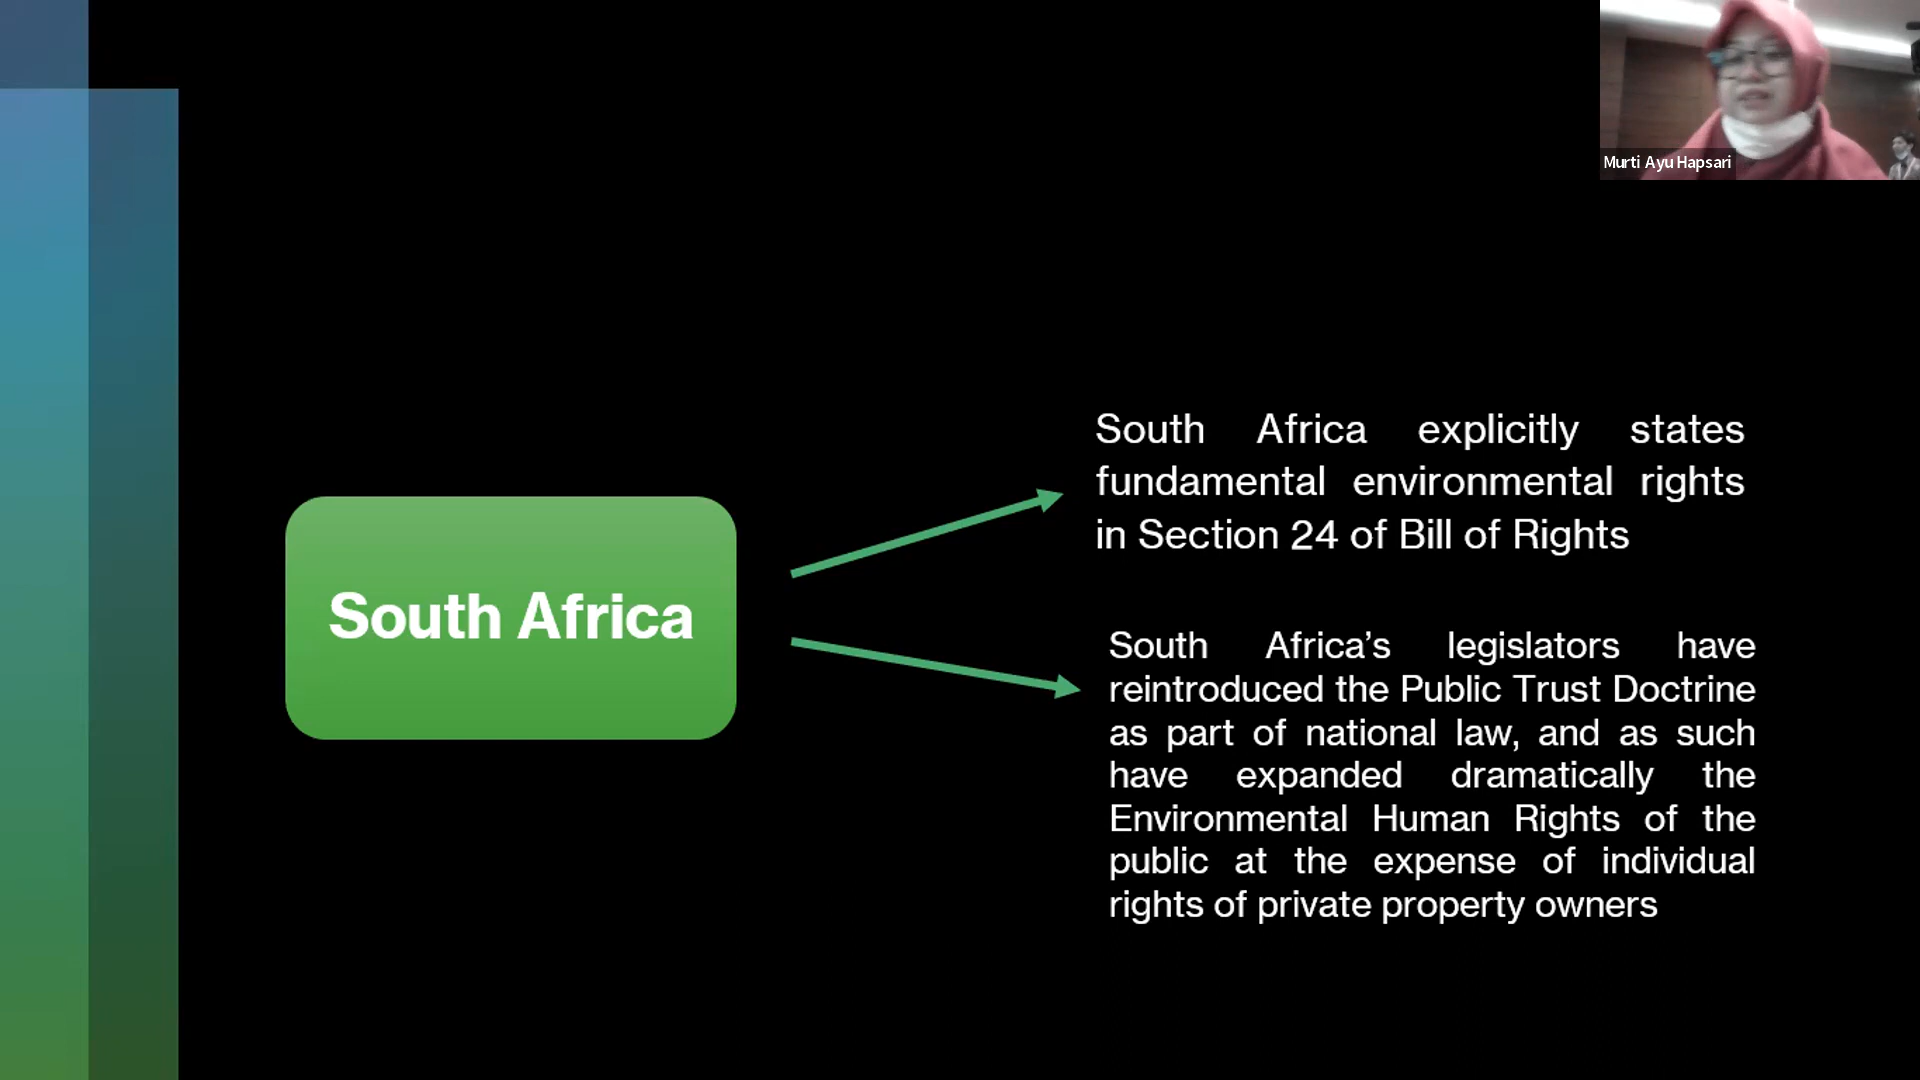 Murti Ayu Hapsari
South Africa explicitly states
fundamental environmental rights
in Section 24 of Bill of Rights
South Africa
South Africa’s legislators have
reintroduced the Public Trust Doctrine
as part of national law, and as such
have expanded dramatically the
Environmental Human Rights of the
public at the expense of individual
rights of private property owners